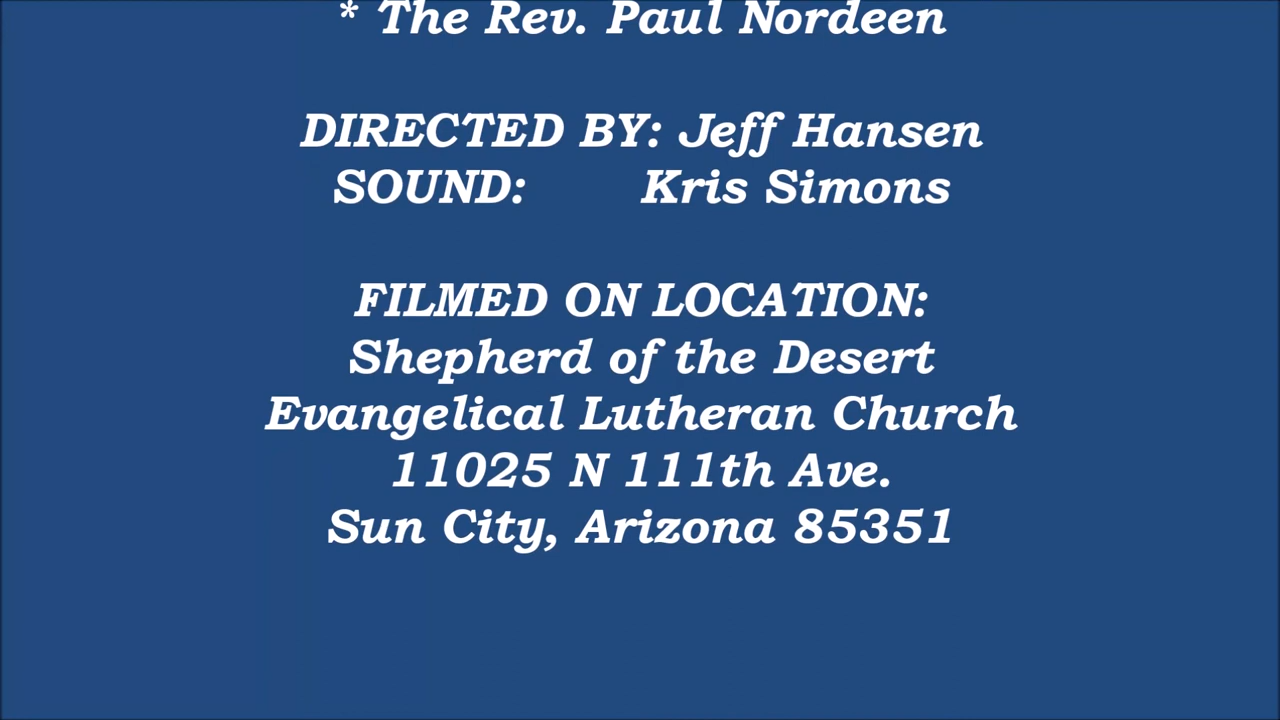 * The Rev. Paul Nordeen
DIRECTED BY: Jeff Hansen
SOUND: Kris Simons
FILMED ON LOCATION:
Shepherd of the Desert
Evangelical Lutheran Church
11025 N 111th Ave.
Sun City, Arizona 85351